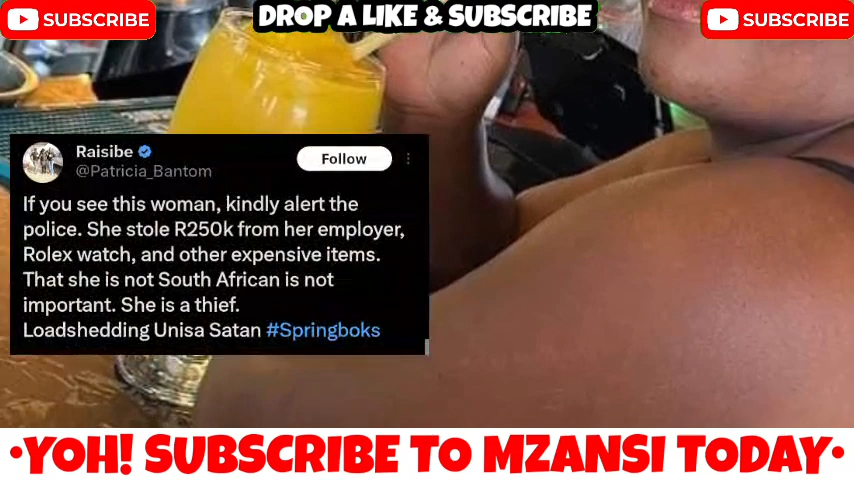 SUBSCRIBE
DROP A LIKE & SUBSCRIBE
SUBSCRIBE
Raisibe
@Patricia_Bantom
Follow
If you see this woman, kindly alert the
police. She stole R250k from her employer,
Rolex watch, and other expensive items.
That she is not South African is not
important. She is a thief.
Loadshedding Unisa Satan #Springboks
•YOH! SUBSCRIBE TO MZANSI TODAY•